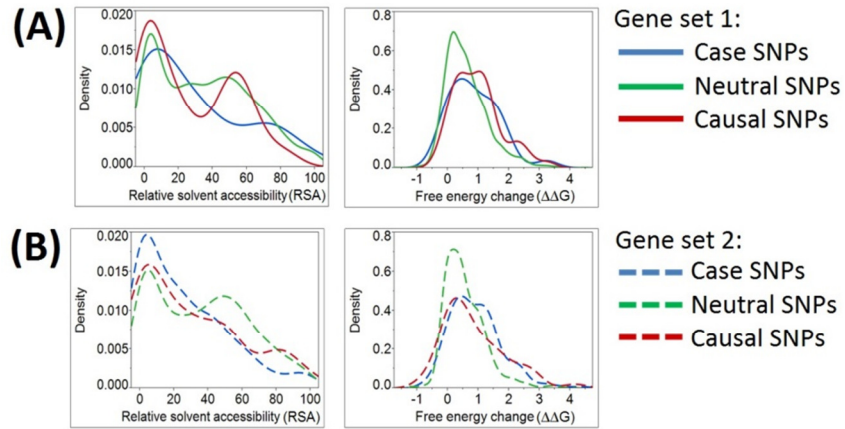 (A)
0.020
0.015
0.010
0.005
0.000
Density
0 20 40 60 80 100
Relative solvent accessibility (RSA)
0.8
0.6
0.4
0.2
0.0
Density
-1 0 1 2 3 4
Free energy change (ΔΔG)
Gene set 1:
Case SNPs
Neutral SNPs
Causal SNPs
(B)
0.020
0.015
0.010
0.005
0.000
Density
0 20 40 60 80 100
Relative solvent accessibility (RSA)
0.8
0.6
0.4
0.2
0.0
Density
-1 0 1 2 3 4
Free energy change (ΔΔG)
Gene set 2:
Case SNPs
Neutral SNPs
Causal SNPs